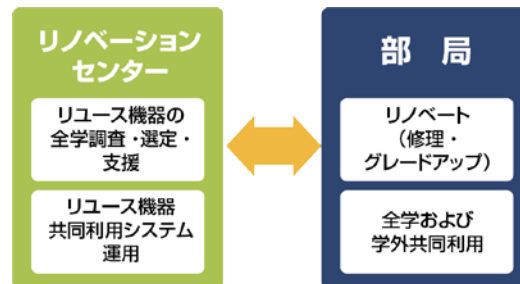 リノベーション
センター
リユース機器の
全学調査・選定・
支援
リユース機器
共同利用システム
運用
部 局
リノベート
（修理・
グレードアップ）
全学および
学外共同利用